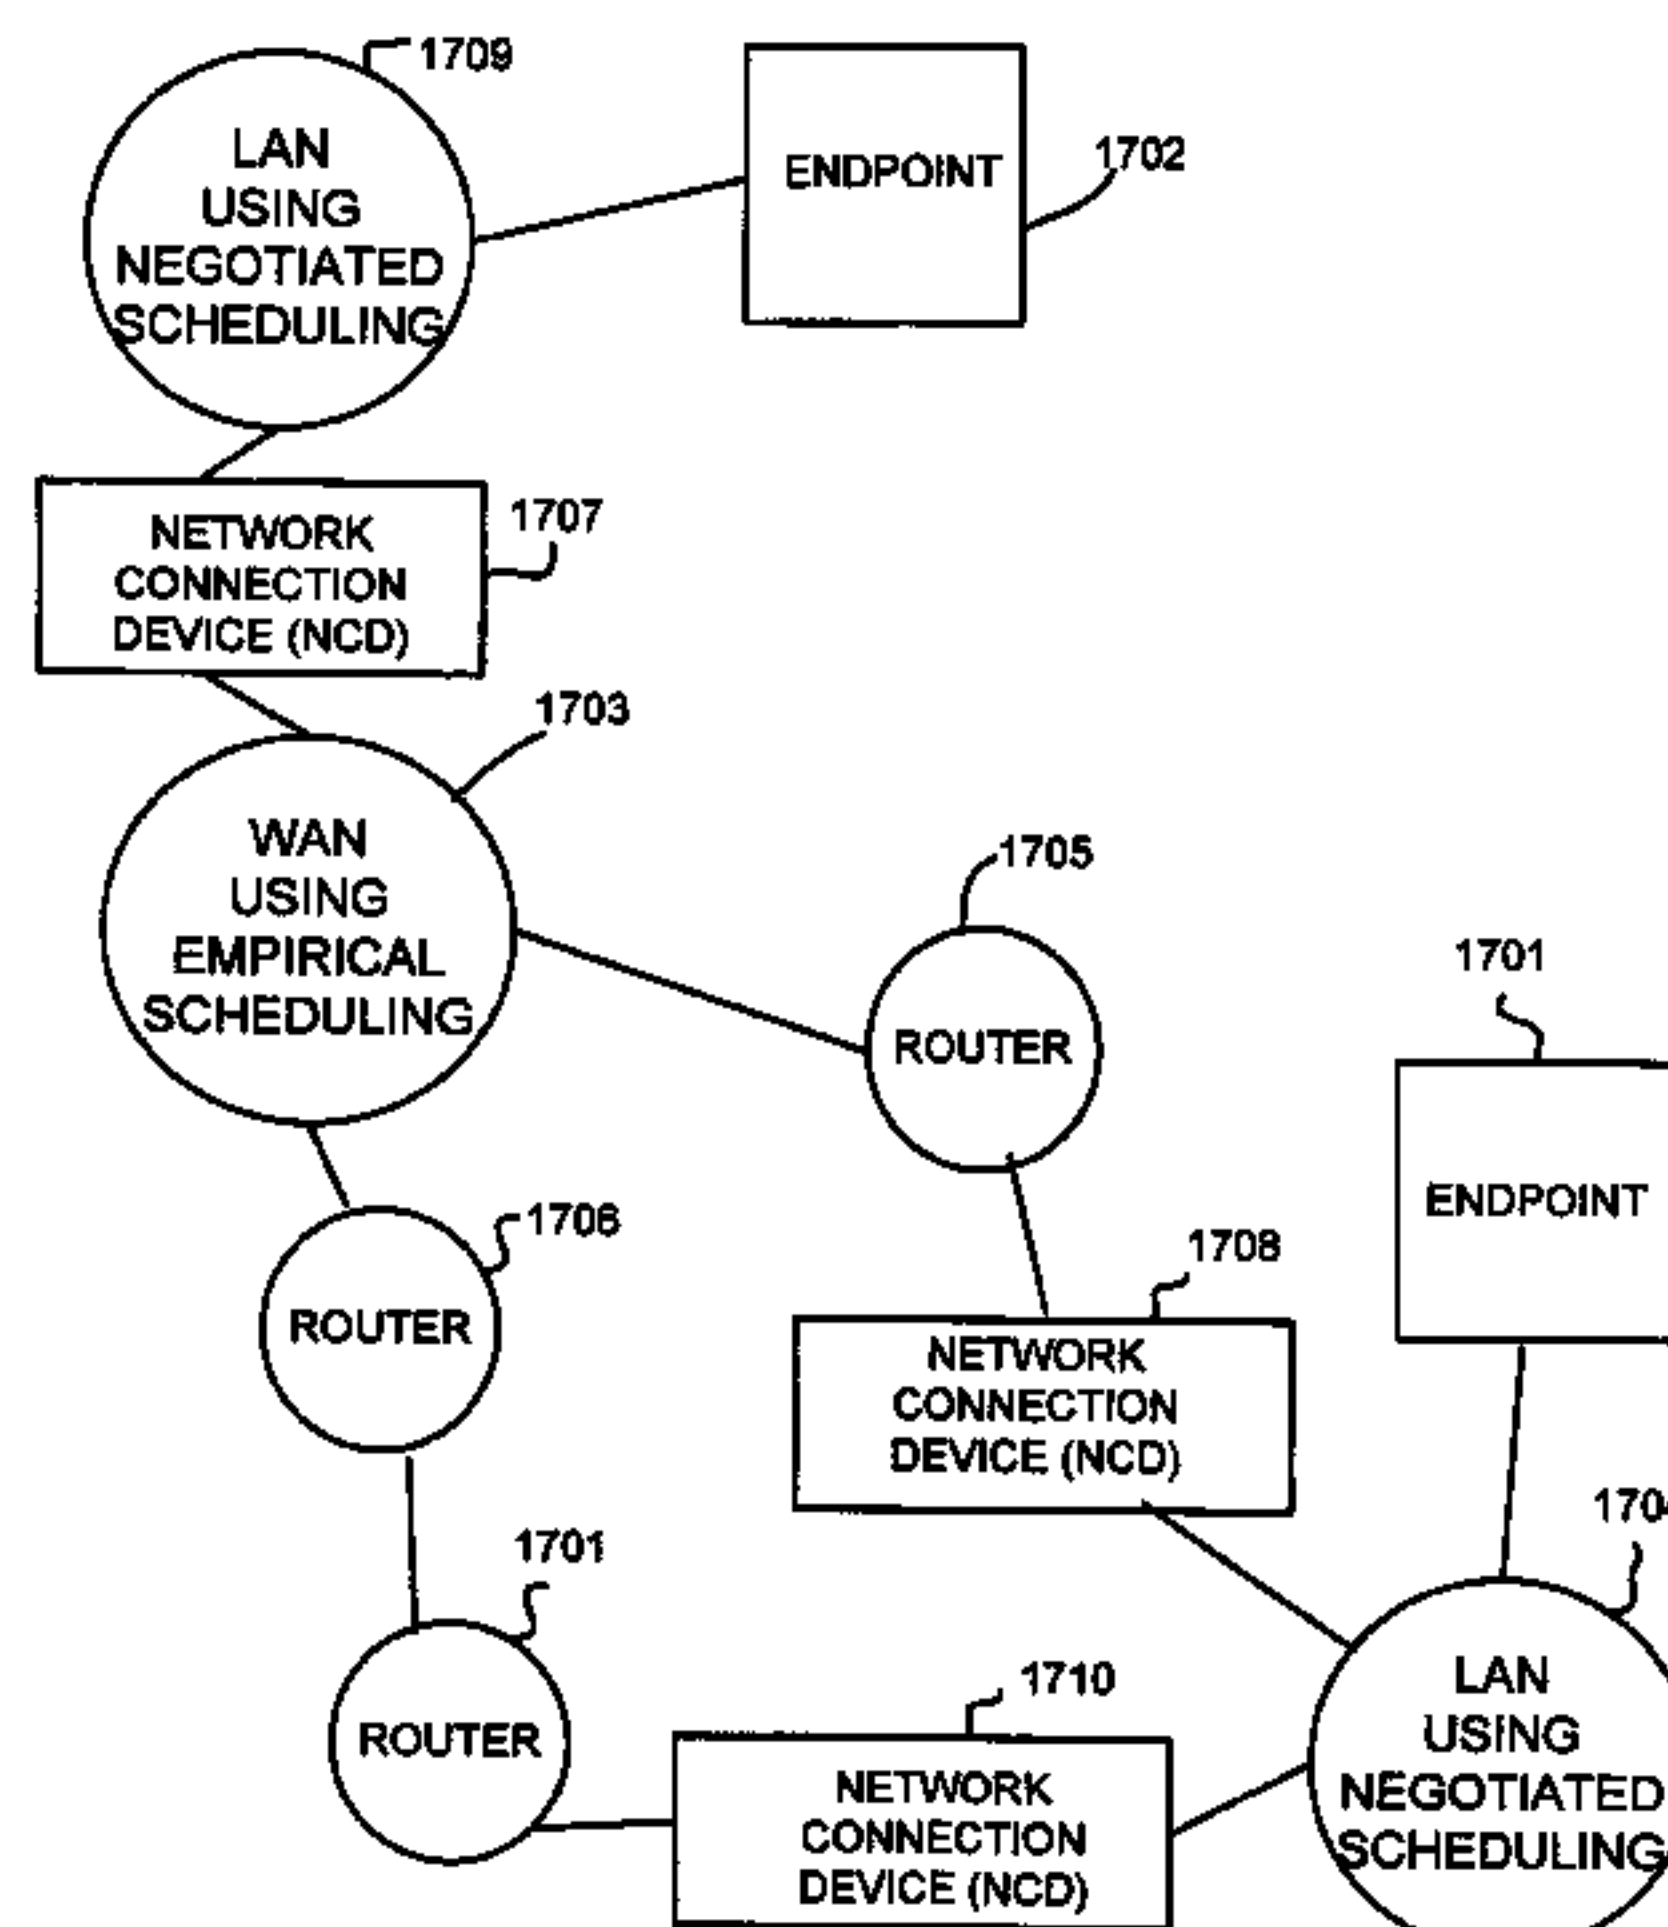 1709
LAN
USING
NEGOTIATED
SCHEDULING
ENDPOINT
1702
NETWORK
CONNECTION
DEVICE (NCD)
1707
1703
WAN
USING
EMPIRICAL
SCHEDULING
1705
ROUTER
1701
ENDPOINT
1706
ROUTER
1708
NETWORK
CONNECTION
DEVICE (NCD)
1701
ROUTER
1710
NETWORK
CONNECTION
DEVICE (NCD)
LAN
USING
NEGOTIATED
SCHEDULING